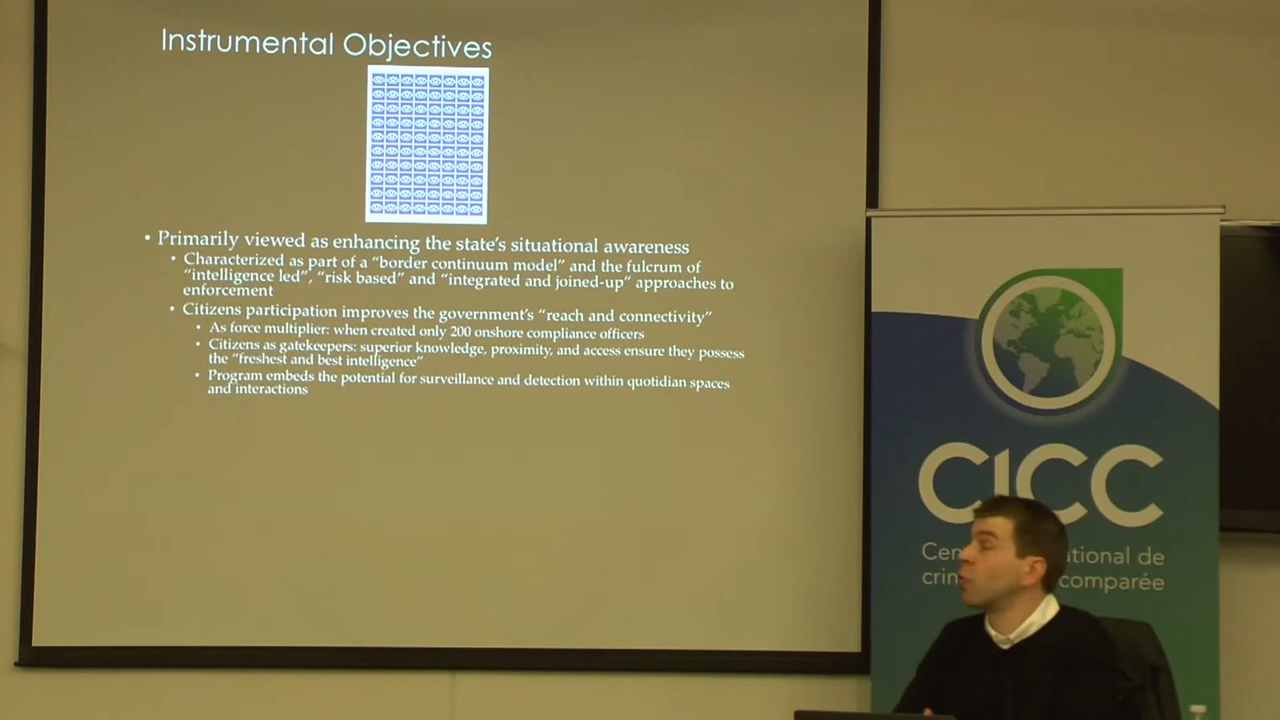 Instrumental Objectives
• Primarily viewed as enhancing the state's situational awareness
• Characterized as part of a "border continuum model" and the fulcrum of
"intelligence led", "risk based" and "integrated and joined-up" approaches to
enforcement
• Citizens participation improves the government's "reach and connectivity"
• As force multiplier: when created only 200 onshore compliance officers
• Citizens as gatekeepers: superior knowledge, proximity, and access ensure they possess
the "freshest and best intelligence"
• Program embeds the potential for surveillance and detection within quotidian spaces
and interactions
CICC
Cen ational de
crim comparée